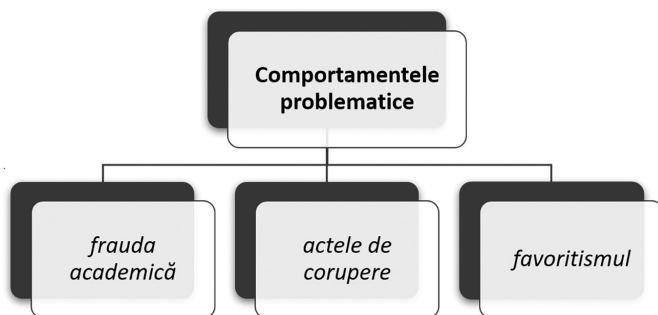 Comportamentele
problematice
frauda
academică
actele de
corupere
favoritismul